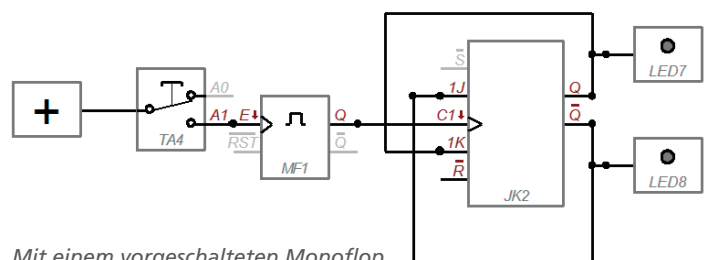 +
A0
A1
TA4
E
RST
Q
Q
MF1
S
1J
C1
1K
R
Q
Q
JK2
LED7
LED8
Mit einem vorgeschalteten Monoflop